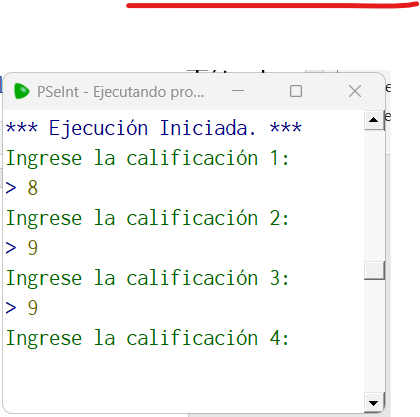 PSeInt - Ejecutando pro...
*** Ejecución Iniciada. ***
Ingrese la calificación 1:
> 8
Ingrese la calificación 2:
> 9
Ingrese la calificación 3:
> 9
Ingrese la calificación 4: